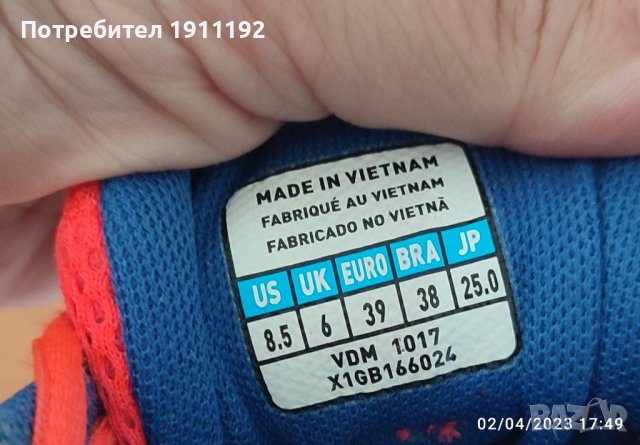 Потребител 1911192
MADE IN VIETNAM
FABRIQUÉ AU VIETNAM
FABRICADO NO VIETNÃ
US UK EURO BRA JP
8.5 6 39 38 25.0
VDM 1017
X1GB166024
BAZAR
02/04/2023 17:49